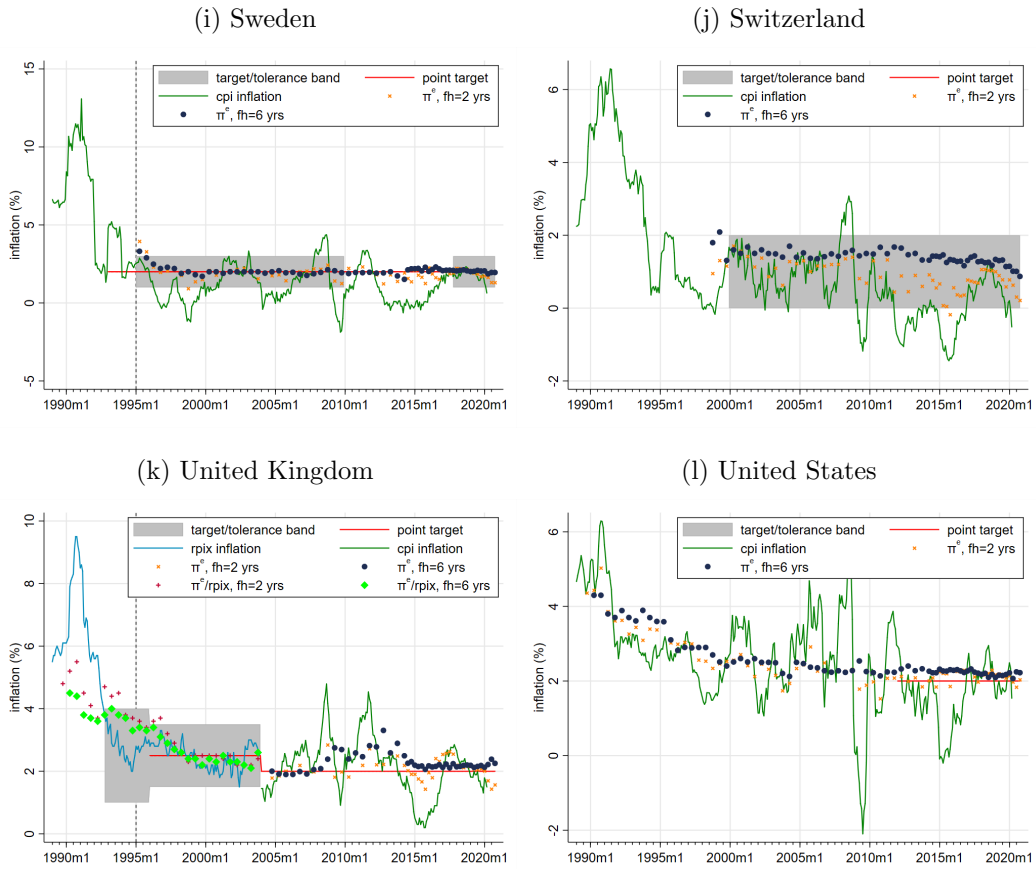 (i) Sweden
target/tolerance band
point target
cpi inflation
πᵉ, fh=2 yrs
πᵉ, fh=6 yrs
inflation (%)
15
10
5
0
-5
1990m1 1995m1 2000m1 2005m1 2010m1 2015m1 2020m1
(j) Switzerland
target/tolerance band
point target
cpi inflation
πᵉ, fh=2 yrs
πᵉ, fh=6 yrs
inflation (%)
6
4
2
0
-2
1990m1 1995m1 2000m1 2005m1 2010m1 2015m1 2020m1
(k) United Kingdom
target/tolerance band
point target
rpix inflation
cpi inflation
πᵉ, fh=2 yrs
πᵉ, fh=6 yrs
πᵉ/rpix, fh=2 yrs
πᵉ/rpix, fh=6 yrs
inflation (%)
10
8
6
4
2
0
1990m1 1995m1 2000m1 2005m1 2010m1 2015m1 2020m1
(l) United States
target/tolerance band
point target
cpi inflation
πᵉ, fh=2 yrs
πᵉ, fh=6 yrs
inflation (%)
6
4
2
0
-2
1990m1 1995m1 2000m1 2005m1 2010m1 2015m1 2020m1